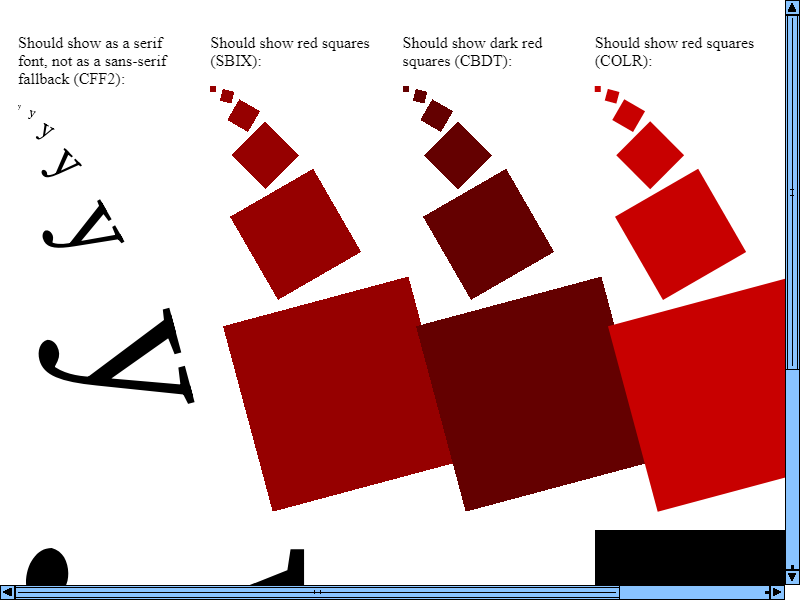 Should show as a serif
font, not as a sans-serif
fallback (CFF2):
Should show red squares
(SBIX):
Should show dark red
squares (CBDT):
Should show red squares
(COLR):
y
y
y
y
y
y